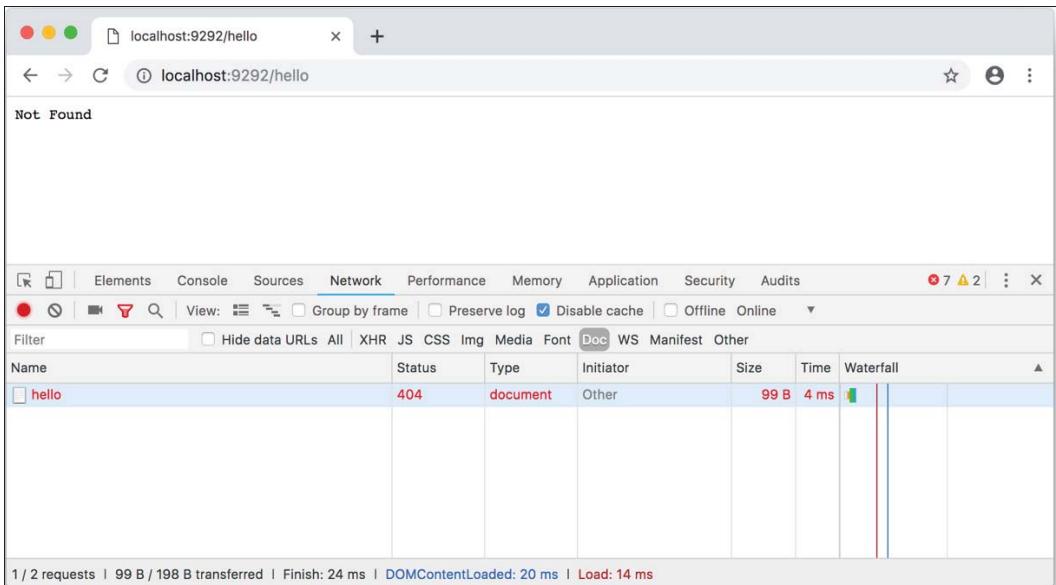 localhost:9292/hello
localhost:9292/hello
Not Found
Elements Console Sources Network Performance Memory Application Security Audits 7 2
View: Group by frame Preserve log Disable cache Offline Online
Filter Hide data URLs All XHR JS CSS Img Media Font Doc WS Manifest Other
Name Status Type Initiator Size Time Waterfall
hello 404 document Other 99 B 4 ms
1 / 2 requests | 99 B / 198 B transferred | Finish: 24 ms | DOMContentLoaded: 20 ms | Load: 14 ms